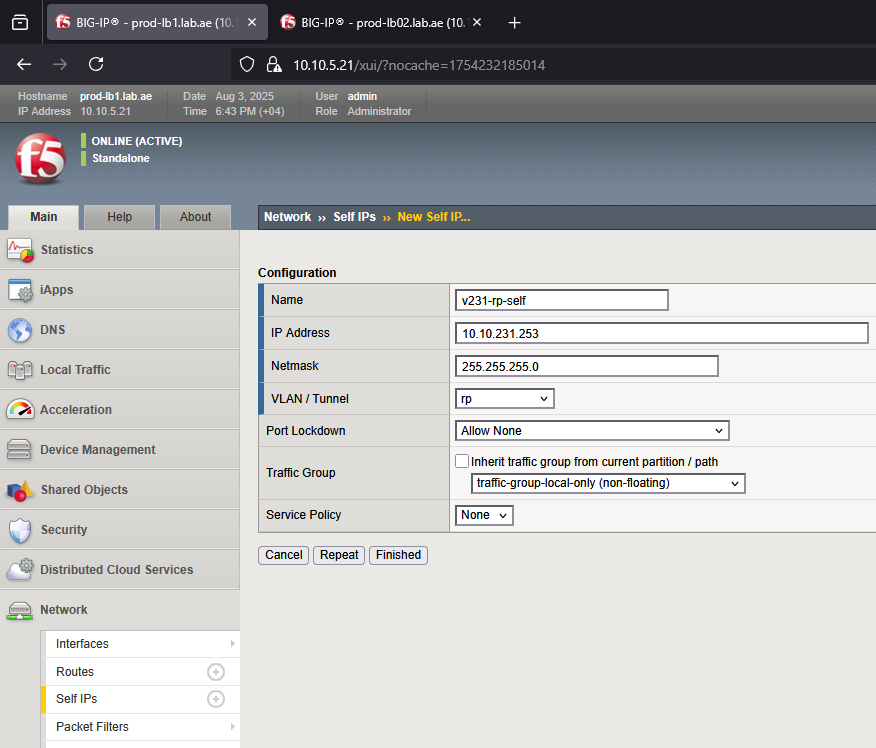 BIG-IP® - prod-lb1.lab.ae (10. BIG-IP® - prod-lb02.lab.ae (10.
10.10.5.21/xui/?nocache=1754232185014
Hostname prod-lb1.lab.ae Date Aug 3, 2025 User admin
IP Address 10.10.5.21 Time 6:43 PM (+04) Role Administrator
f5
ONLINE (ACTIVE)
Standalone
Main Help About
Network ›› Self IPs ›› New Self IP...
Statistics
iApps
DNS
Local Traffic
Acceleration
Device Management
Shared Objects
Security
Distributed Cloud Services
Network
Interfaces
Routes
Self IPs
Packet Filters
Configuration
Name v231-rp-self
IP Address 10.10.231.253
Netmask 255.255.255.0
VLAN / Tunnel rp
Port Lockdown Allow None
Traffic Group Inherit traffic group from current partition / path
traffic-group-local-only (non-floating)
Service Policy None
Cancel Repeat Finished